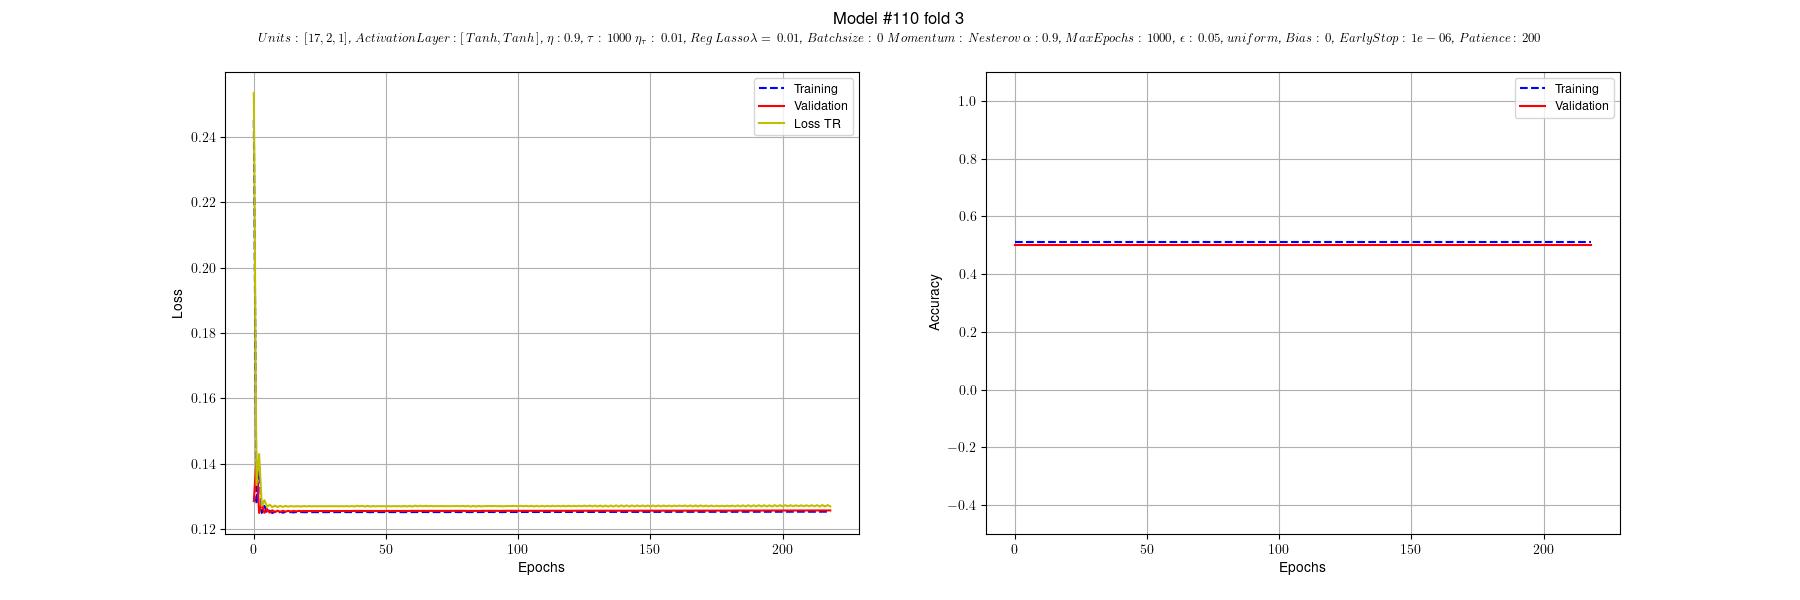 Model #110 fold 3
Units : [17, 2, 1], ActivationLayer : [Tanh, Tanh], η : 0.9, τ : 1000 ητ : 0.01, Reg Lasso λ = 0.01, Batchsize : 0 Momentum : Nesterov α : 0.9, MaxEpochs : 1000, ϵ : 0.05, uniform, Bias : 0, EarlyStop : 1e − 06, Patience : 200
Training
Validation
Loss TR
0.24
0.22
0.20
0.18
0.16
0.14
0.12
Loss
0
50
100
150
200
Epochs
Training
Validation
1.0
0.8
0.6
0.4
0.2
0.0
−0.2
−0.4
Accuracy
0
50
100
150
200
Epochs